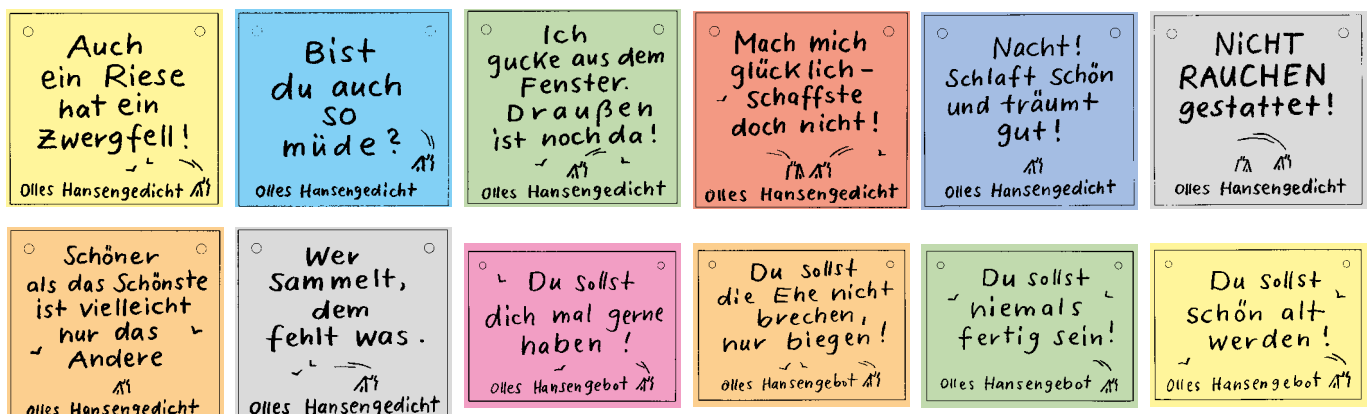 Auch
ein Riese
hat ein
Zwergfell!
Olles Hansengedicht
Bist
du auch
so
müde?
Olles Hansengedicht
Ich
gucke aus dem
Fenster.
Draußen
ist noch da!
Olles Hansengedicht
Mach mich
glücklich-
schaffste
doch nicht!
Olles Hansengedicht
Nacht!
Schlaft schön
und träumt
gut!
Olles Hansengedicht
NiCHT
RAUCHEN
gestattet!
Olles Hansengedicht
Schöner
als das Schönste
ist vielleicht
nur das
Andere
Olles Hansengedicht
Wer
sammelt,
dem
fehlt was.
Olles Hansengedicht
Du sollst
dich mal gerne
haben!
Olles Hansengebot
Du sollst
die Ehe nicht
brechen,
nur biegen!
Olles Hansengebot
Du sollst
niemals
fertig sein!
Olles Hansengebot
Du sollst
schön alt
werden!
Olles Hansengebot